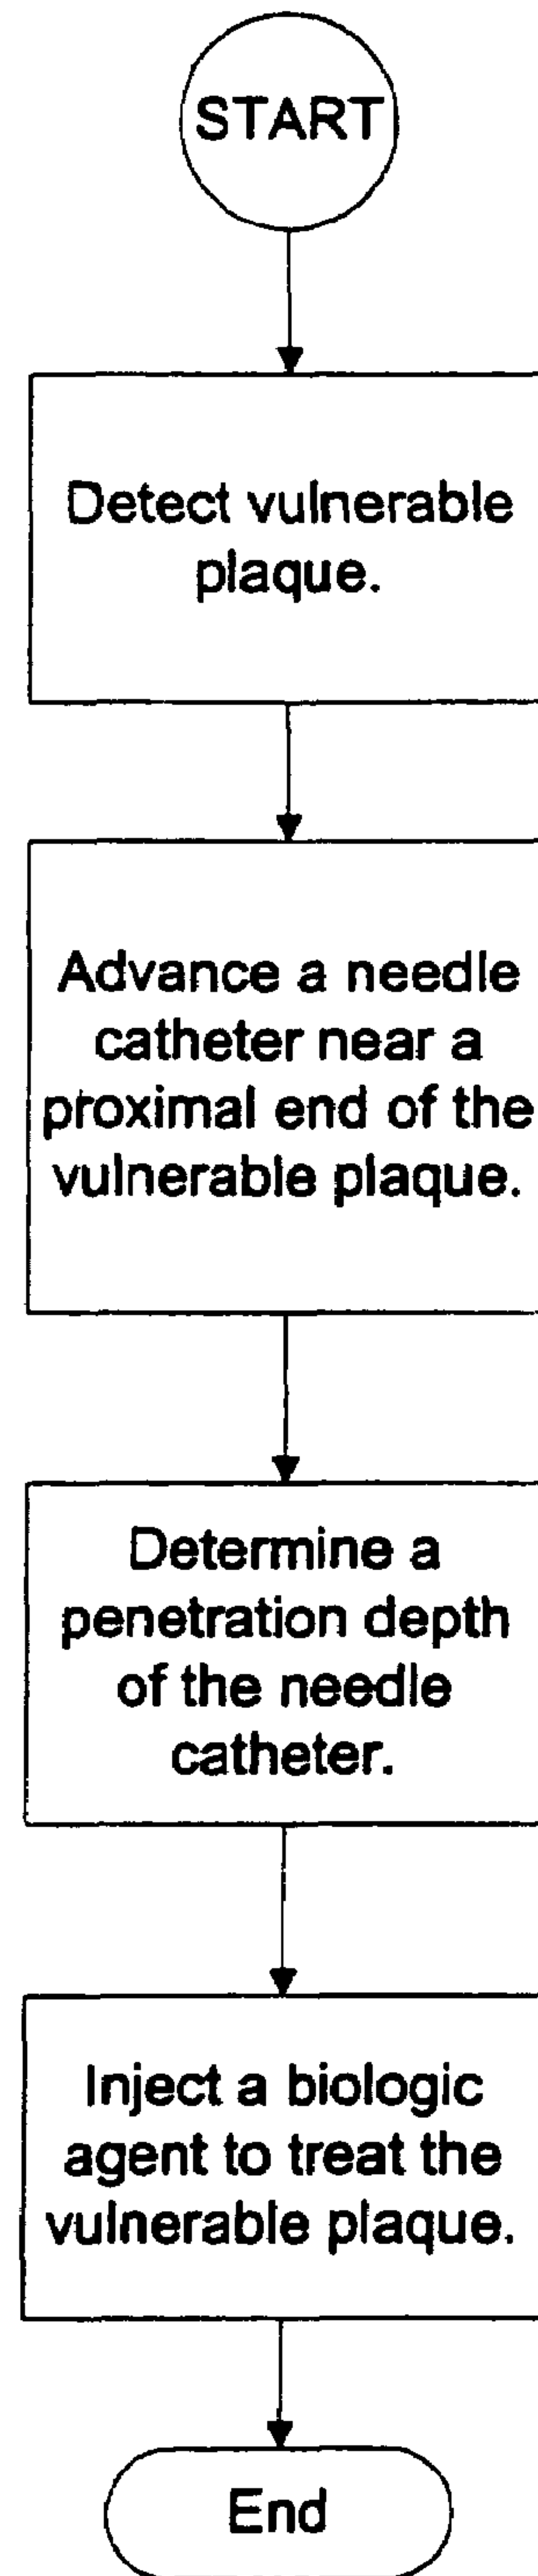 START
Detect vulnerable
plaque.
Advance a needle
catheter near a
proximal end of the
vulnerable plaque.
Determine a
penetration depth
of the needle
catheter.
Inject a biologic
agent to treat the
vulnerable plaque.
End